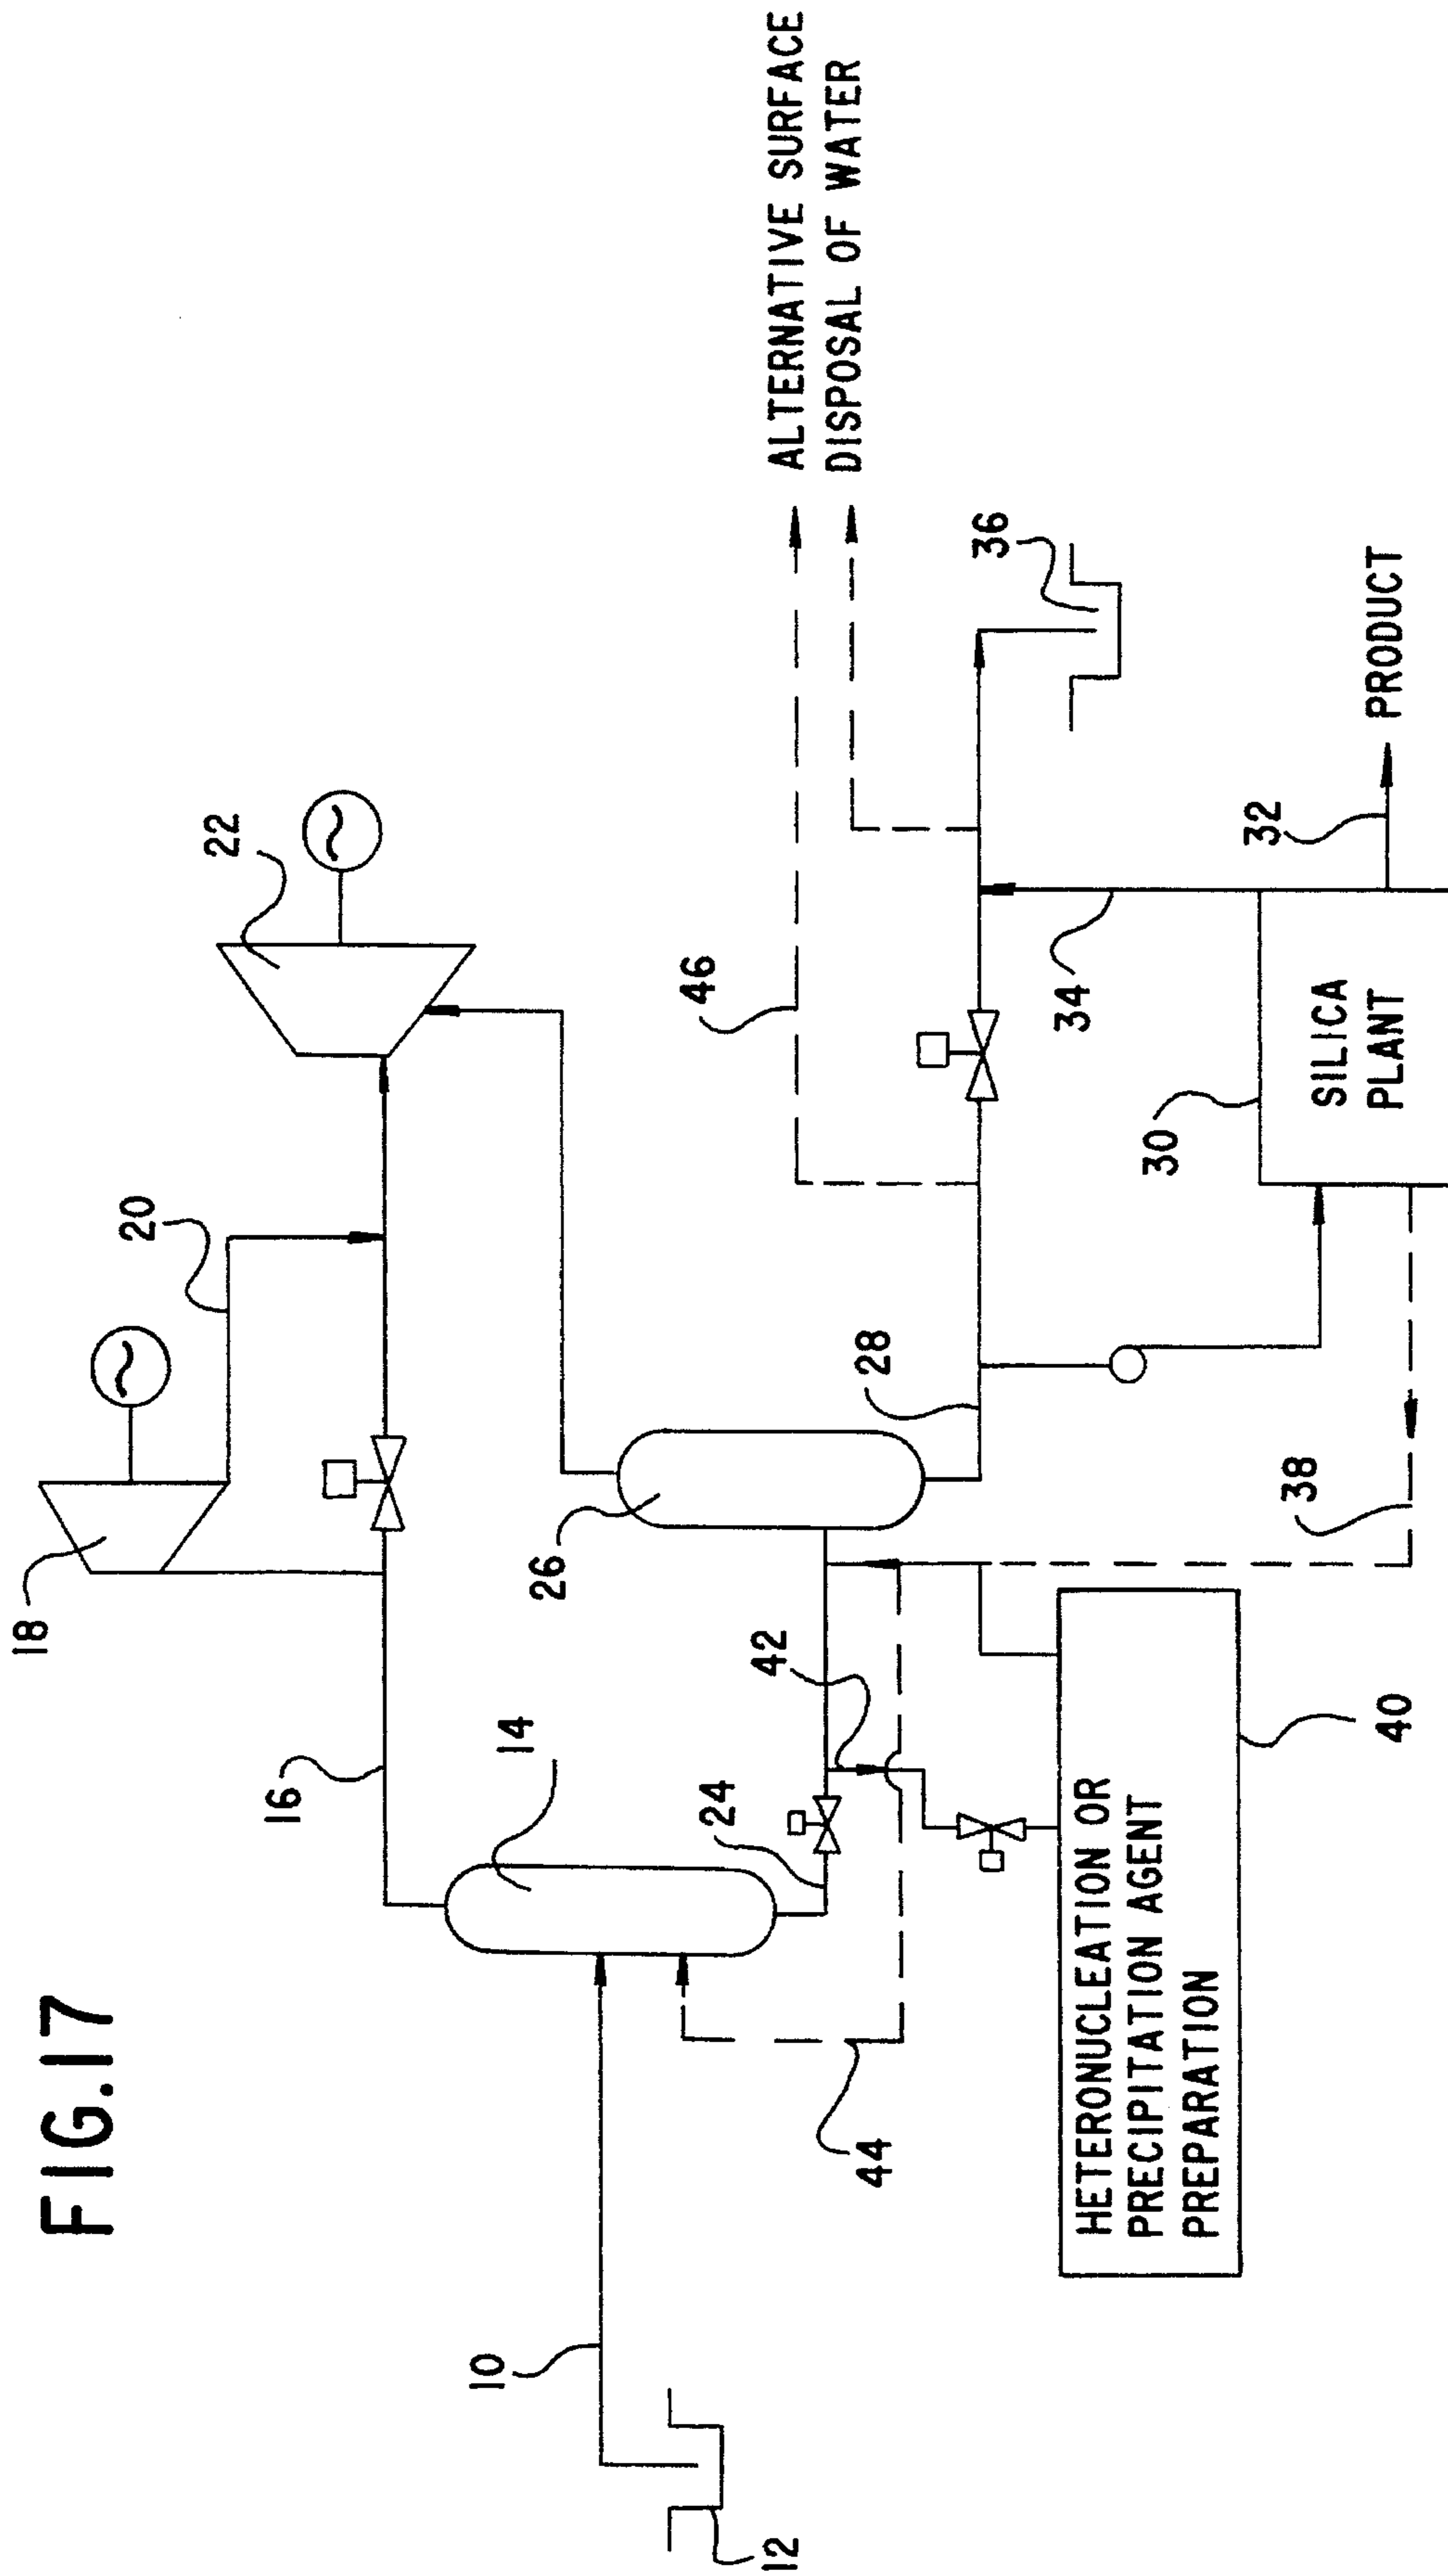 FIG.17
18
20
22
16
14
24
42
26
28
46
ALTERNATIVE SURFACE
DISPOSAL OF WATER
36
10
12
44
HETERONUCLEATION OR
PRECIPITATION AGENT
PREPARATION
40
38
30
SILICA
PLANT
34
32
PRODUCT